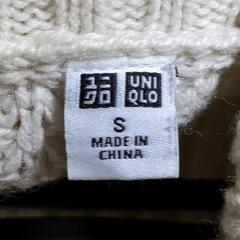 ユニ UNI
クロ QLO
S
MADE IN
CHINA